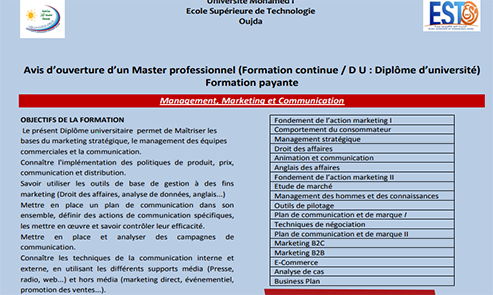 Université Mohamed I
Ecole Supérieure de Technologie
Oujda
EST
Avis d'ouverture d'un Master professionnel (Formation continue / D U : Diplôme d'université)
Formation payante
Management, Marketing et Communication
OBJECTIFS DE LA FORMATION
Le présent Diplôme universitaire permet de Maîtriser les
bases du marketing stratégique, le management des équipes
commerciales et la communication.
Connaître l'implémentation des politiques de produit, prix,
communication et distribution.
Savoir utiliser les outils de base de gestion à des fins
marketing (Droit des affaires, analyse de données, anglais...)
Mettre en place un plan de communication dans son
ensemble, définir des actions de communication spécifiques,
les mettre en œuvre et savoir contrôler leur efficacité.
Mettre en place et analyser des campagnes de
communication.
Connaître les techniques de la communication interne et
externe, en utilisant les différents supports média (Presse,
radio, web...) et hors média (marketing direct, événementiel,
promotion des ventes...).
Fondement de l'action marketing I
Comportement du consommateur
Management stratégique
Droit des affaires
Animation et communication
Anglais des affaires
Fondement de l'action marketing II
Etude de marché
Management des hommes et des connaissances
Outils de pilotage
Plan de communication et de marque I
Techniques de négociation
Plan de communication et de marque II
Marketing B2C
Marketing B2B
E-Commerce
Analyse de cas
Business Plan